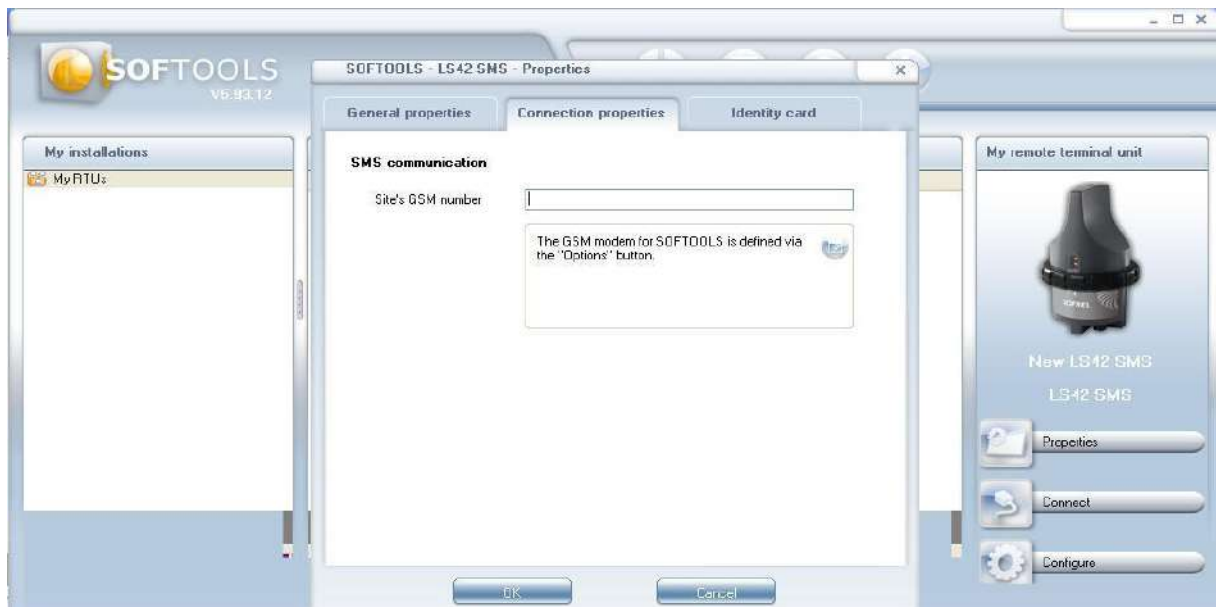 SOFTOOLS
V5.93.12
SOFTOOLS - LS42 SMS - Properties
General properties
Connection properties
Identity card
My installations
MyRTUs
SMS communication
Site's GSM number
The GSM modem for SOFTOOLS is defined via
the "Options" button.
OK
Cancel
My remote terminal unit
SOFREL
New LS42 SMS
LS42 SMS
Properties
Connect
Configure